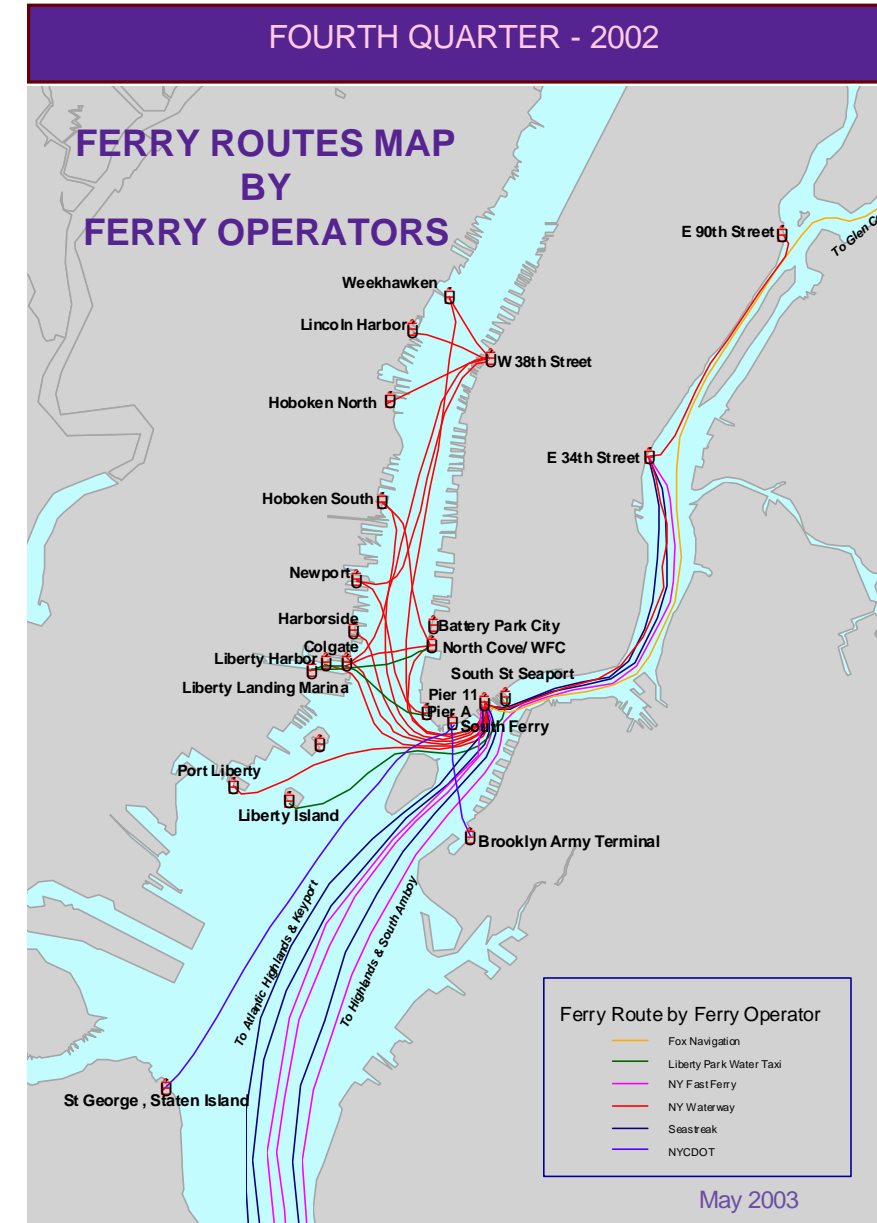 FOURTH QUARTER - 2002
FERRY ROUTES MAP
BY
FERRY OPERATORS
E 90th Street
To Glen C
Weekhawken
Lincoln Harbor
W 38th Street
Hoboken North
E 34th Street
Hoboken South
Newport
Harborside
Battery Park City
Colgate
North Cove/ WFC
Liberty Harbor
South St Seaport
Liberty Landing Marina
Pier 11
Pier A
South Ferry
Port Liberty
Liberty Island
Brooklyn Army Terminal
To Atlantic Highlands & Keyport
To Highlands & South Amboy
St George , Staten Island
Ferry Route by Ferry Operator
Fox Navigation
Liberty Park Water Taxi
NY Fast Ferry
NY Waterway
Seastreak
NYCDOT
May 2003